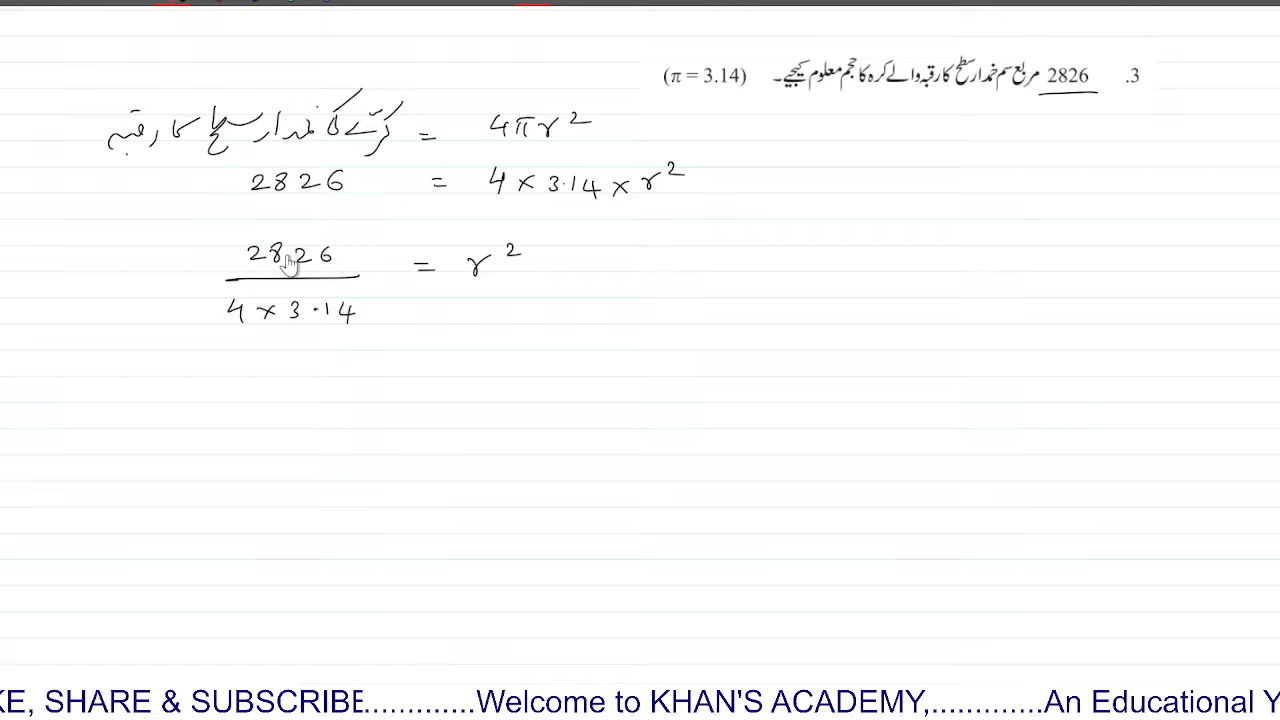 3. 2826 مربع سم خمدار سطح کا رقبہ والے کرہ کا حجم معلوم کیجیے۔ (π = 3.14)
کرّے کی خمدار سطح کا رقبہ = 4πr²
2826 = 4 × 3.14 × r²
2826 / 4 × 3.14 = r²
KE, SHARE & SUBSCRIBE.............Welcome to KHAN'S ACADEMY,.............An Educational Y